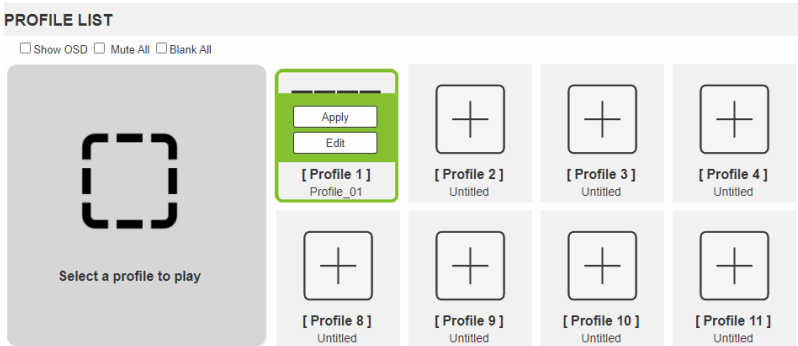 PROFILE LIST
Show OSD Mute All Blank All
Select a profile to play
Apply
Edit
[ Profile 1 ]
Profile_01
[ Profile 2 ]
Untitled
[ Profile 3 ]
Untitled
[ Profile 4 ]
Untitled
[ Profile 8 ]
Untitled
[ Profile 9 ]
Untitled
[ Profile 10 ]
Untitled
[ Profile 11 ]
Untitled